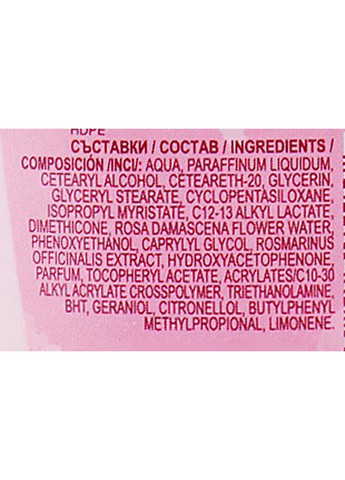 HDPE
СЪСТАВКИ / СОСТАВ / INGREDIENTS /
COMPOSICIÓN /INCI/: AQUA, PARAFFINUM LIQUIDUM,
CETEARYL ALCOHOL, CETEARETH-20, GLYCERIN,
GLYCERYL STEARATE, CYCLOPENTASILOXANE,
ISOPROPYL MYRISTATE, C12-13 ALKYL LACTATE,
DIMETHICONE, ROSA DAMASCENA FLOWER WATER,
PHENOXYETHANOL, CAPRYLYL GLYCOL, ROSMARINUS
OFFICINALIS EXTRACT, HYDROXYACETOPHENONE,
PARFUM, TOCOPHERYL ACETATE, ACRYLATES/C10-30
ALKYL ACRYLATE CROSSPOLYMER, TRIETHANOLAMINE,
BHT, GERANIOL, CITRONELLOL, BUTYLPHENYL
METHYLPROPIONAL, LIMONENE.